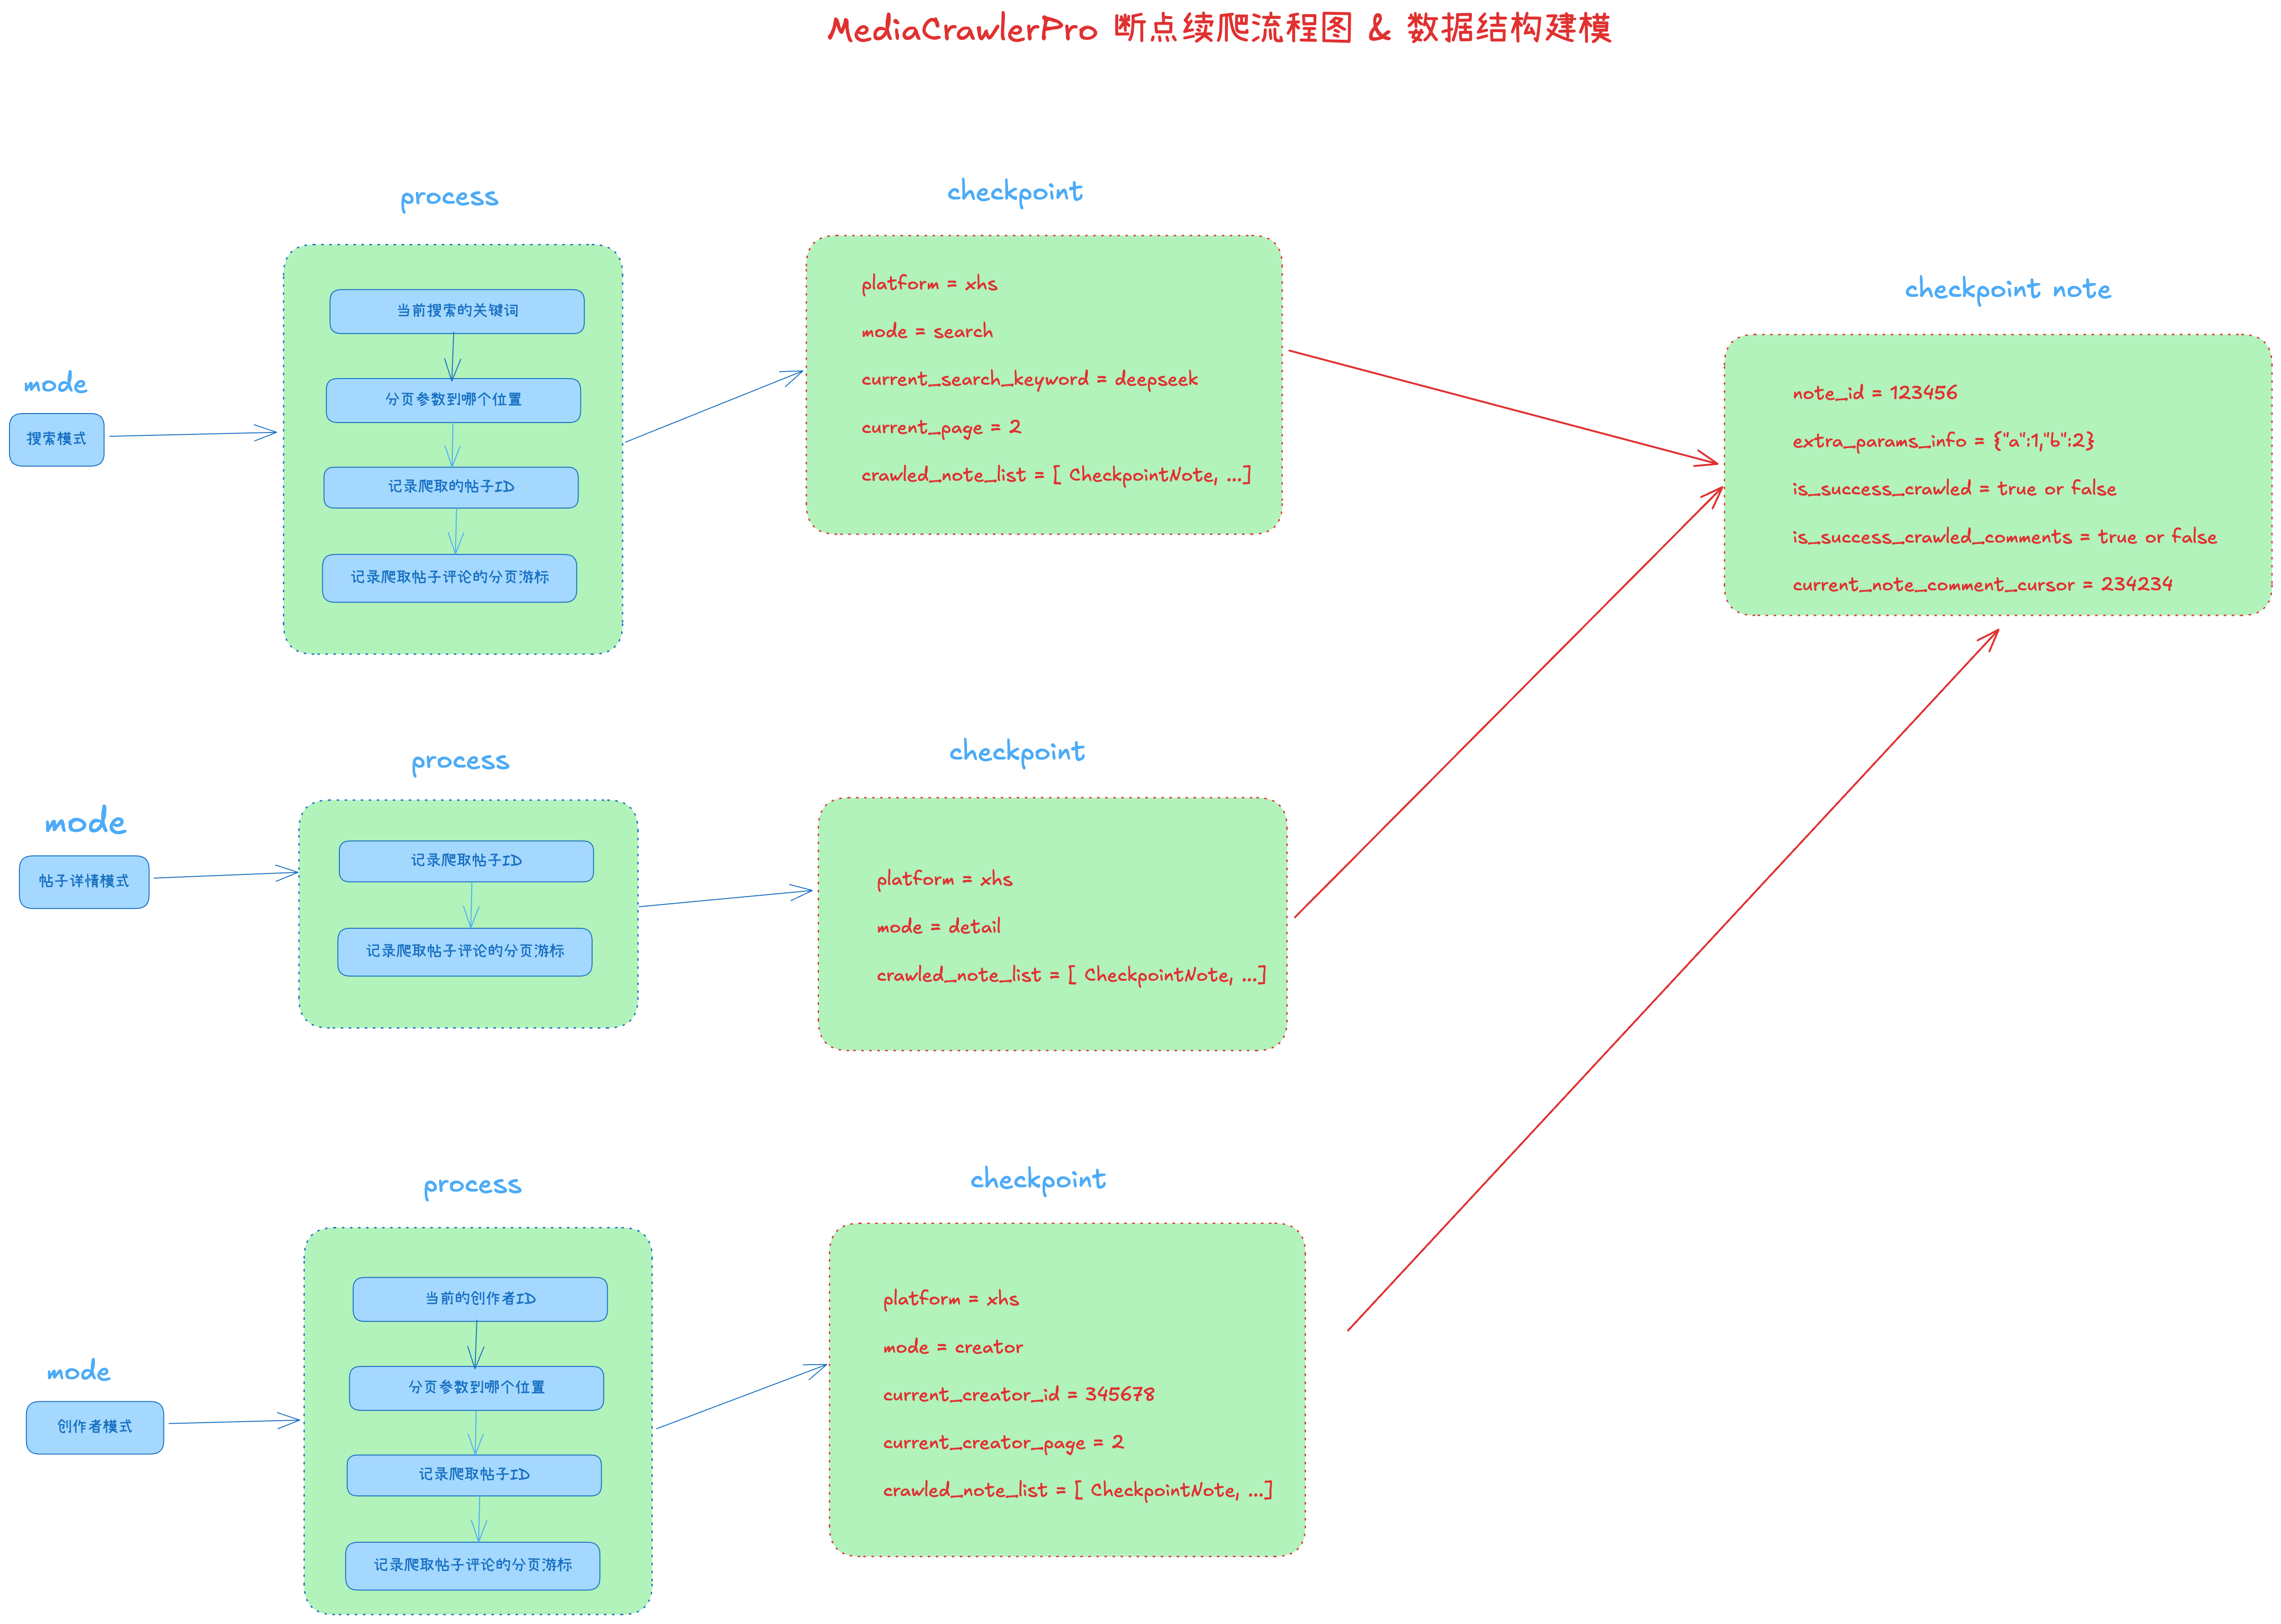 MediaCrawlerPro 断点续爬流程图 & 数据结构建模
mode
搜索模式
process
当前搜索的关键词
分页参数到哪个位置
记录爬取的帖子ID
记录爬取帖子评论的分页游标
checkpoint
platform = xhs
mode = search
current_search_keyword = deepseek
current_page = 2
crawled_note_list = [ CheckpointNote, ...]
checkpoint note
note_id = 123456
extra_params_info = {"a":1,"b":2}
is_success_crawled = true or false
is_success_crawled_comments = true or false
current_note_comment_cursor = 234234
mode
帖子详情模式
process
记录爬取帖子ID
记录爬取帖子评论的分页游标
checkpoint
platform = xhs
mode = detail
crawled_note_list = [ CheckpointNote, ...]
mode
创作者模式
process
当前的创作者ID
分页参数到哪个位置
记录爬取帖子ID
记录爬取帖子评论的分页游标
checkpoint
platform = xhs
mode = creator
current_creator_id = 345678
current_creator_page = 2
crawled_note_list = [ CheckpointNote, ...]